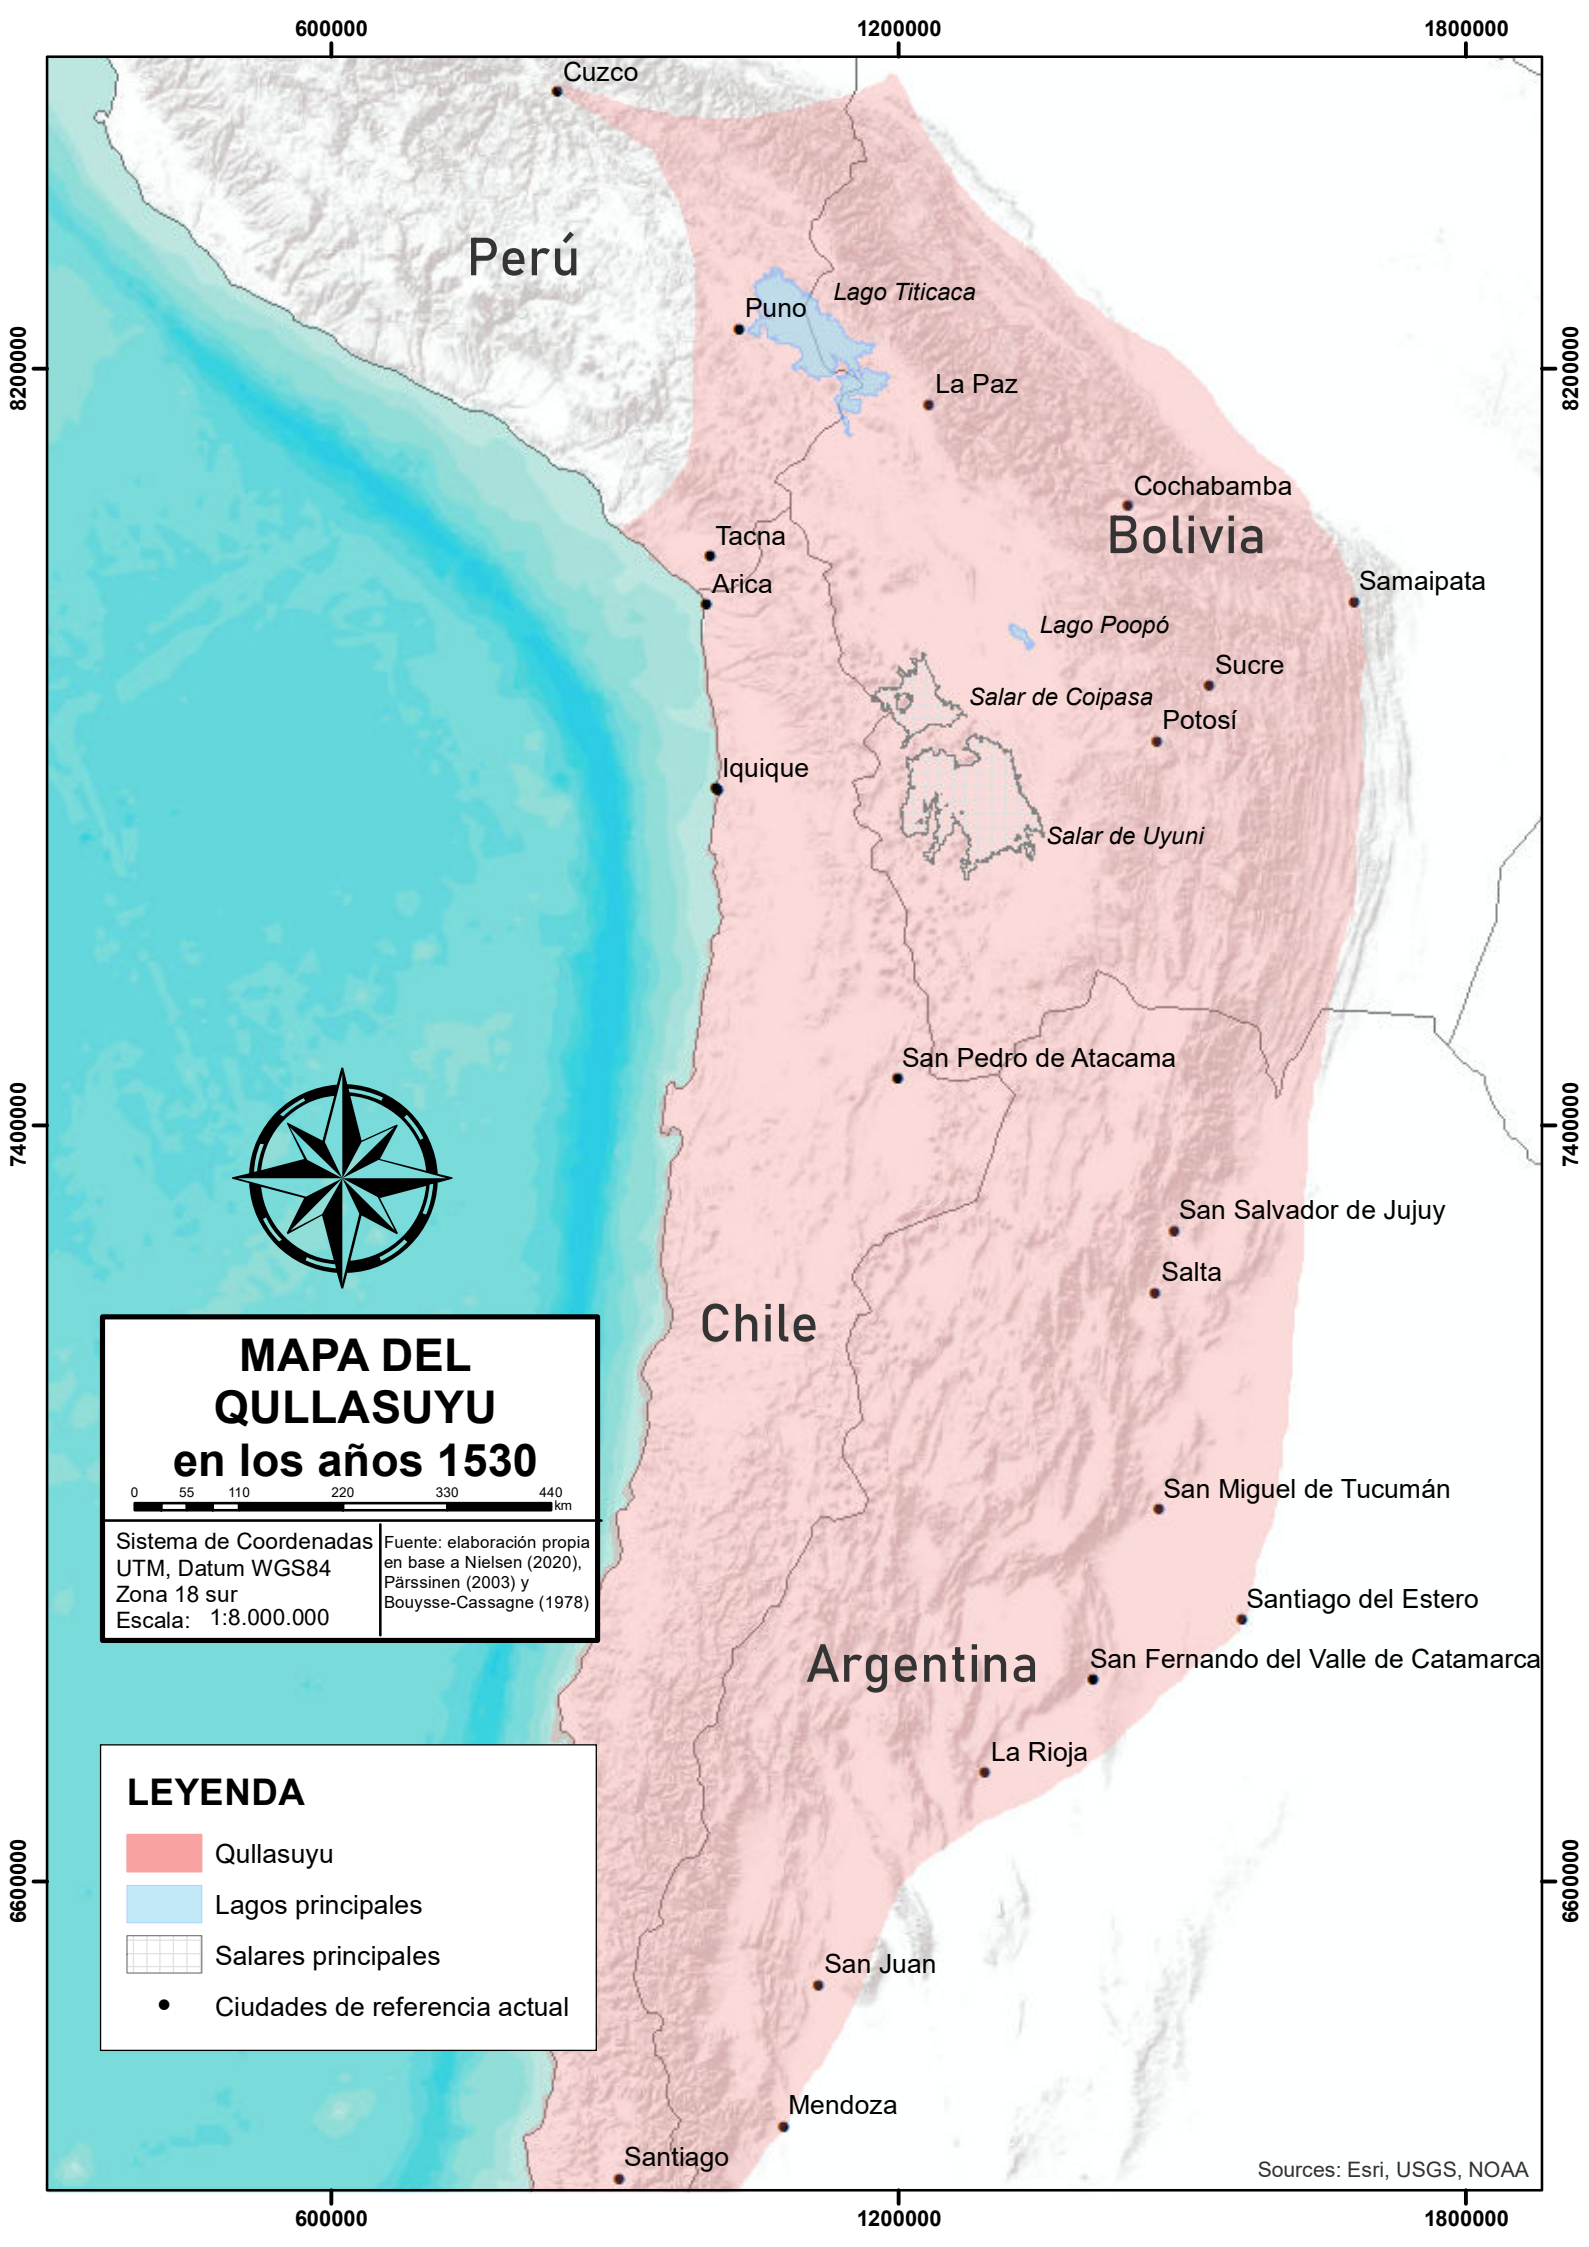 600000
1200000
1800000
Cuzco
Perú
Lago Titicaca
Puno
8200000
8200000
La Paz
Cochabamba
Bolivia
Tacna
Samaipata
Arica
Lago Poopó
Sucre
Salar de Coipasa
Potosí
Iquique
Salar de Uyuni
San Pedro de Atacama
7400000
7400000
San Salvador de Jujuy
Salta
Chile
MAPA DEL
QULLASUYU
en los años 1530
0 55 110 220 330 440
km
Sistema de Coordenadas
UTM, Datum WGS84
Zona 18 sur
Escala: 1:8.000.000
Fuente: elaboración propia
en base a Nielsen (2020),
Pärssinen (2003) y
Bouysse-Cassagne (1978)
San Miguel de Tucumán
Santiago del Estero
Argentina
San Fernando del Valle de Catamarca
La Rioja
LEYENDA
Qullasuyu
Lagos principales
Salares principales
Ciudades de referencia actual
6600000
6600000
San Juan
Mendoza
Santiago
Sources: Esri, USGS, NOAA
600000
1200000
1800000